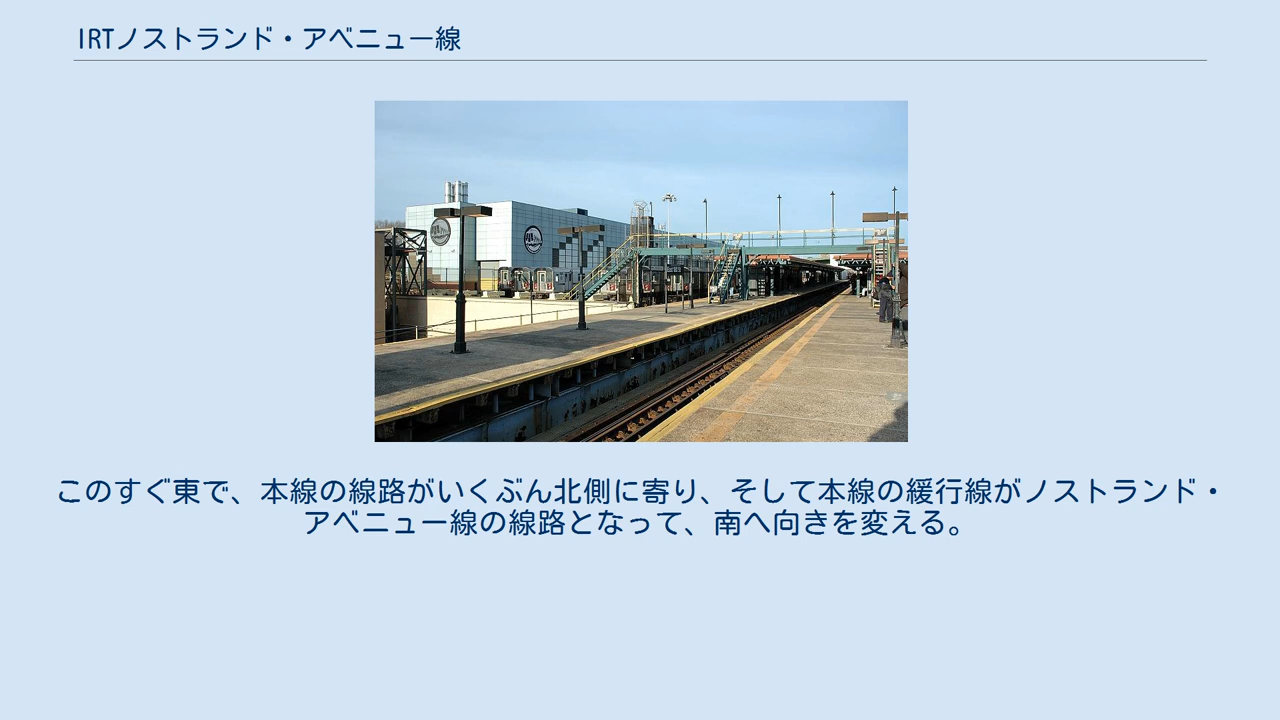 IRTノストランド・アベニュー線
このすぐ東で、本線の線路がいくぶん北側に寄り、そして本線の緩行線がノストランド・
アベニュー線の線路となって、南へ向きを変える。